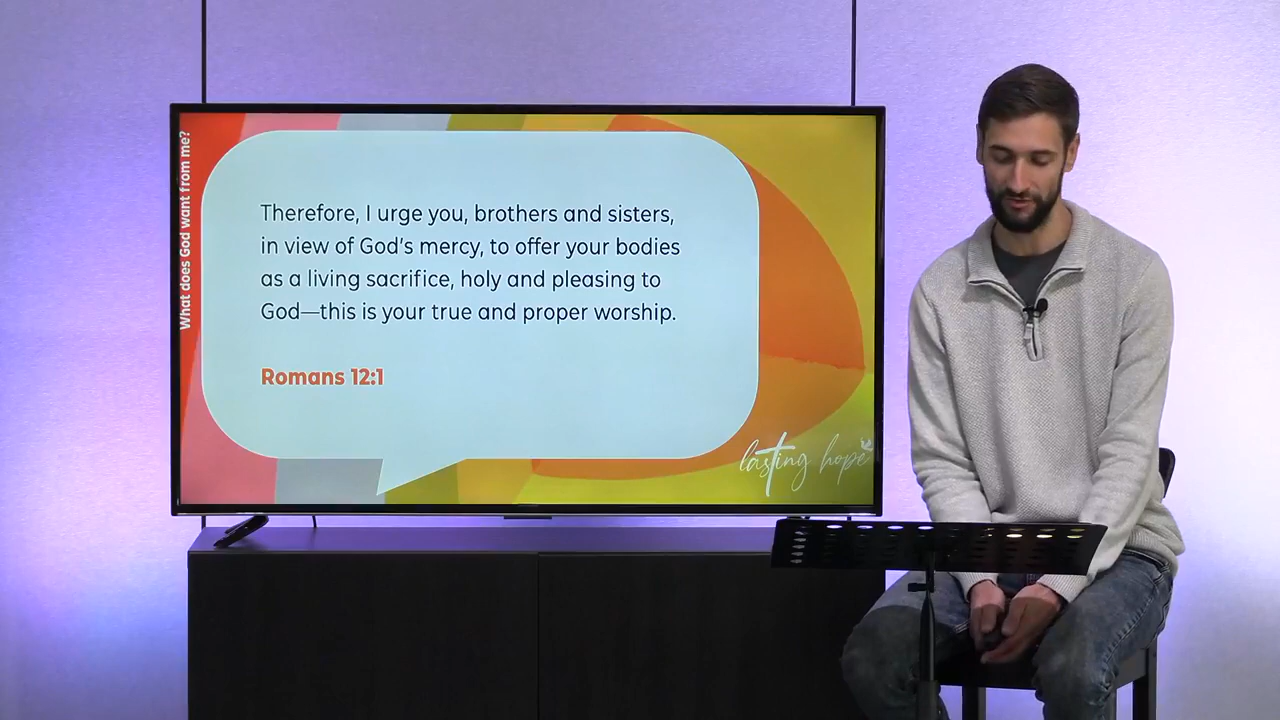 What does God want from me?
Therefore, I urge you, brothers and sisters,
in view of God's mercy, to offer your bodies
as a living sacrifice, holy and pleasing to
God—this is your true and proper worship.
Romans 12:1
lasting hope